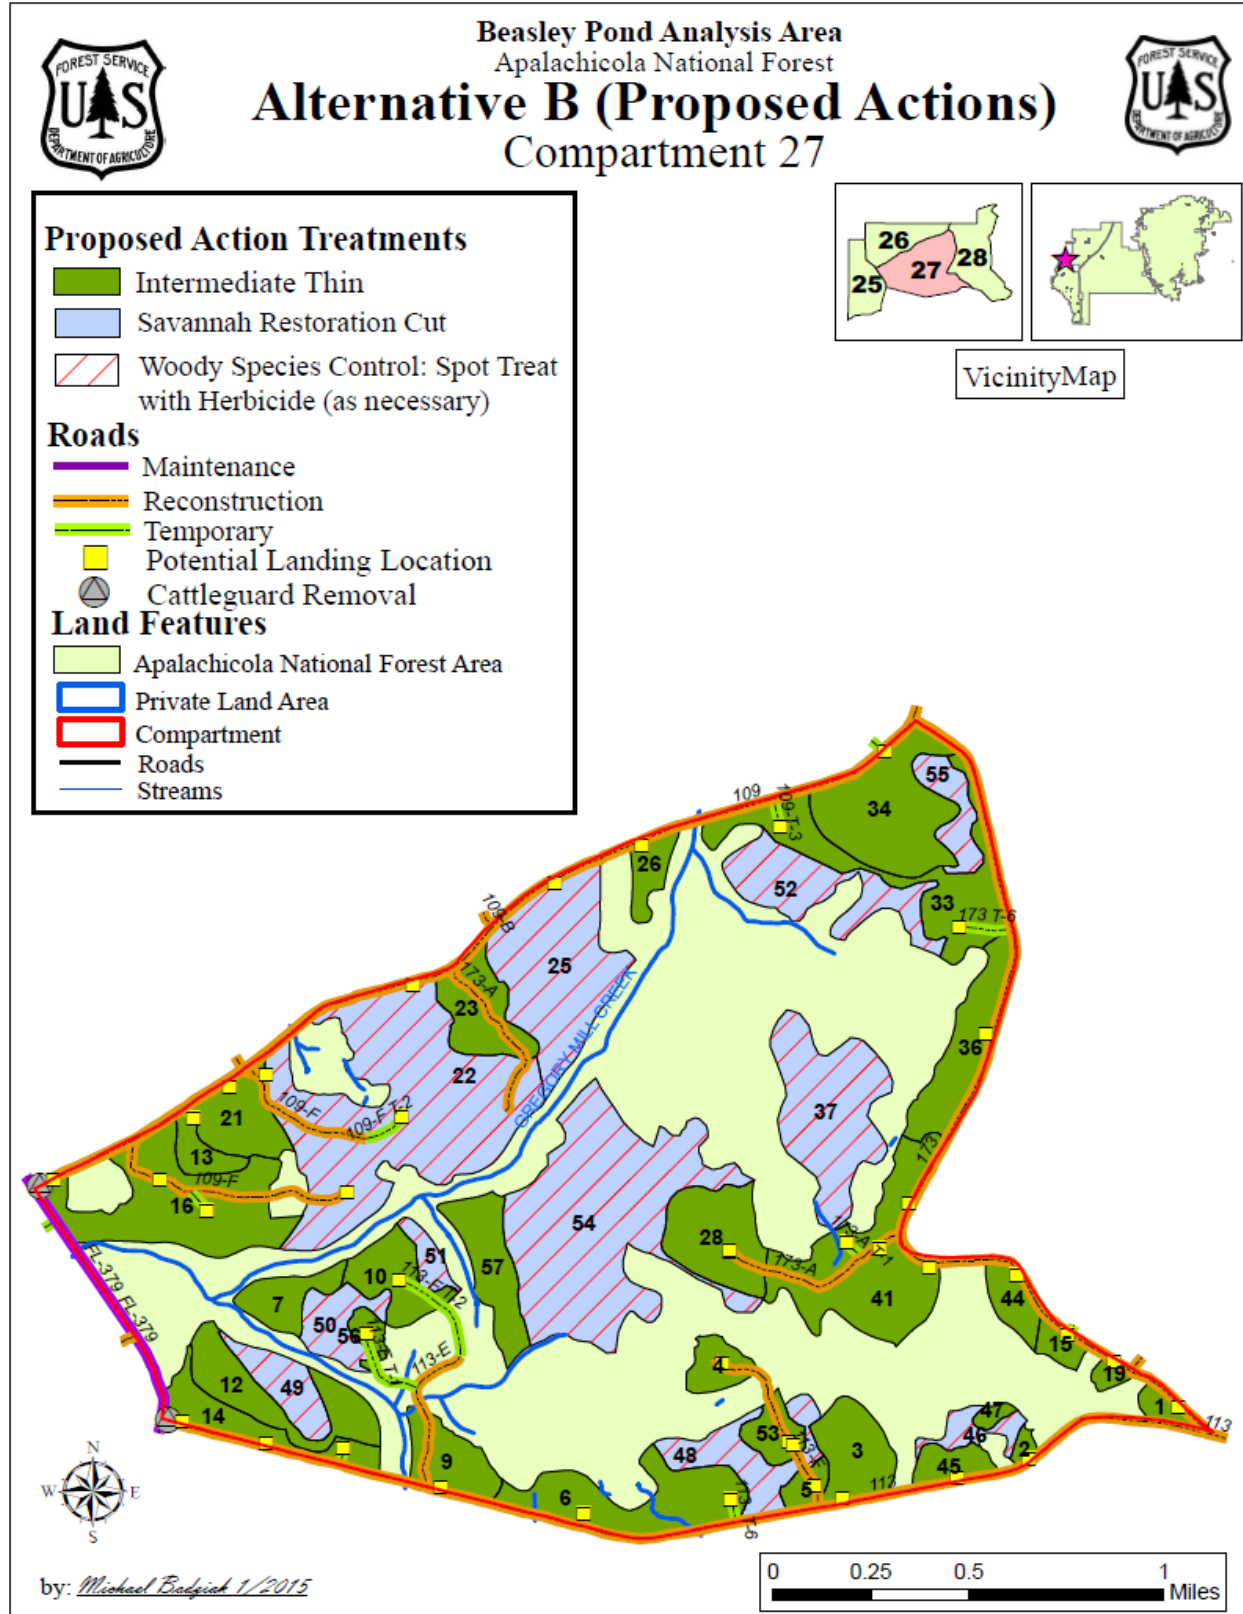 Beasley Pond Analysis Area
Apalachicola National Forest
Alternative B (Proposed Actions)
Compartment 27
FOREST SERVICE
U S
DEPARTMENT OF AGRICULTURE
FOREST SERVICE
U S
DEPARTMENT OF AGRICULTURE
Proposed Action Treatments
Intermediate Thin
Savannah Restoration Cut
Woody Species Control: Spot Treat
with Herbicide (as necessary)
Roads
Maintenance
Reconstruction
Temporary
Potential Landing Location
Cattleguard Removal
Land Features
Apalachicola National Forest Area
Private Land Area
Compartment
Roads
Streams
26
28
27
25
VicinityMap
55
109
109-T-3
34
26
52
33
173 T-6
109-B
25
173-A
23
GREGORY MILL CREEK
36
22
37
109-F
109-F T-2
21
173
13
109-F
16
54
28
173-A
41
FL-379 FL-379
51
57
10
7
50
56
113-E
44
15
4
19
12
49
14
1
113
47
46
53
48
3
2
9
45
5
6
113
N
W
E
S
by: Michael Badziak 1/2015
0 0.25 0.5 1
Miles